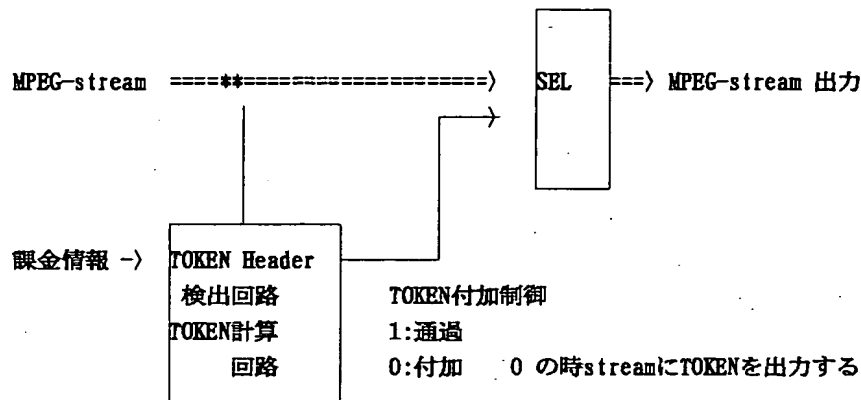 MPEG-stream ====**=====================> SEL ===> MPEG-stream 出力
課金情報 -> TOKEN Header
検出回路 TOKEN付加制御
TOKEN計算 1:通過
回路 0:付加 0 の時streamにTOKENを出力する